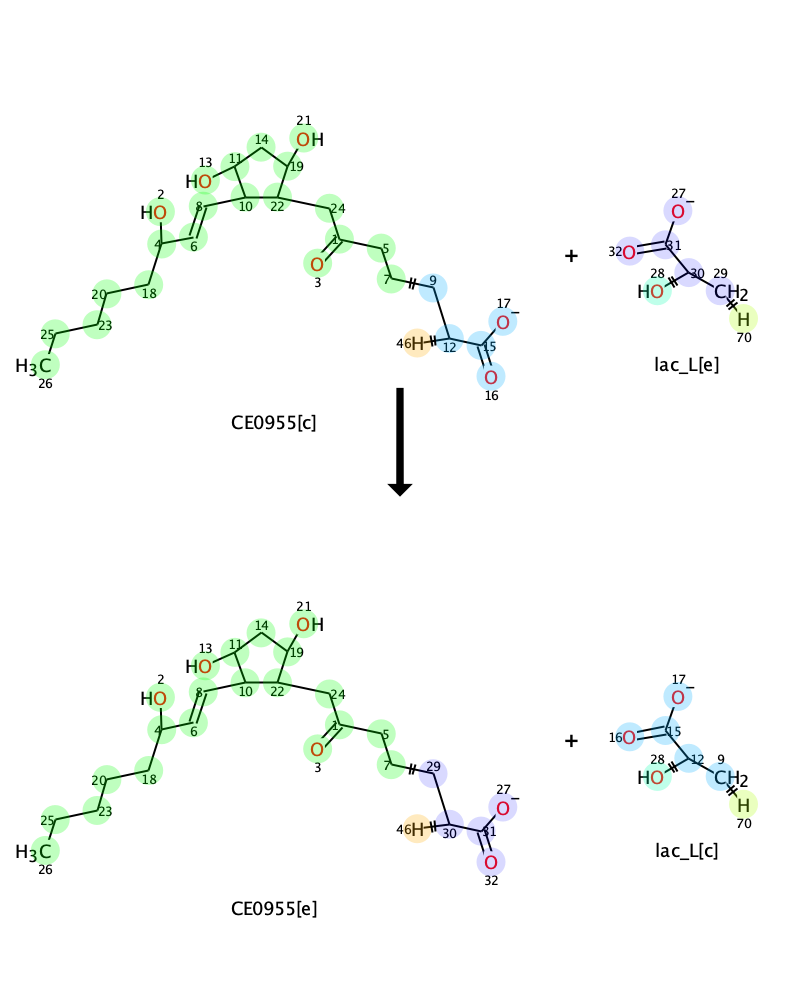 21
OH
14
11
19
13
HO
2
HO
8
10
22
24
4
6
1
5
3
O
7
9
18
20
23
25
H3C
26
17
O−
46H
12
15
O
16
CE0955[c]
+
27
O−
32O
31
28
HO
30
29
CH2
H
70
lac_L[e]
21
OH
14
11
19
13
HO
2
HO
8
10
22
24
4
6
1
5
3
O
7
29
18
20
23
25
H3C
26
27
O−
46H
30
31
O
32
CE0955[e]
+
17
O−
16O
15
28
HO
12
9
CH2
H
70
lac_L[c]